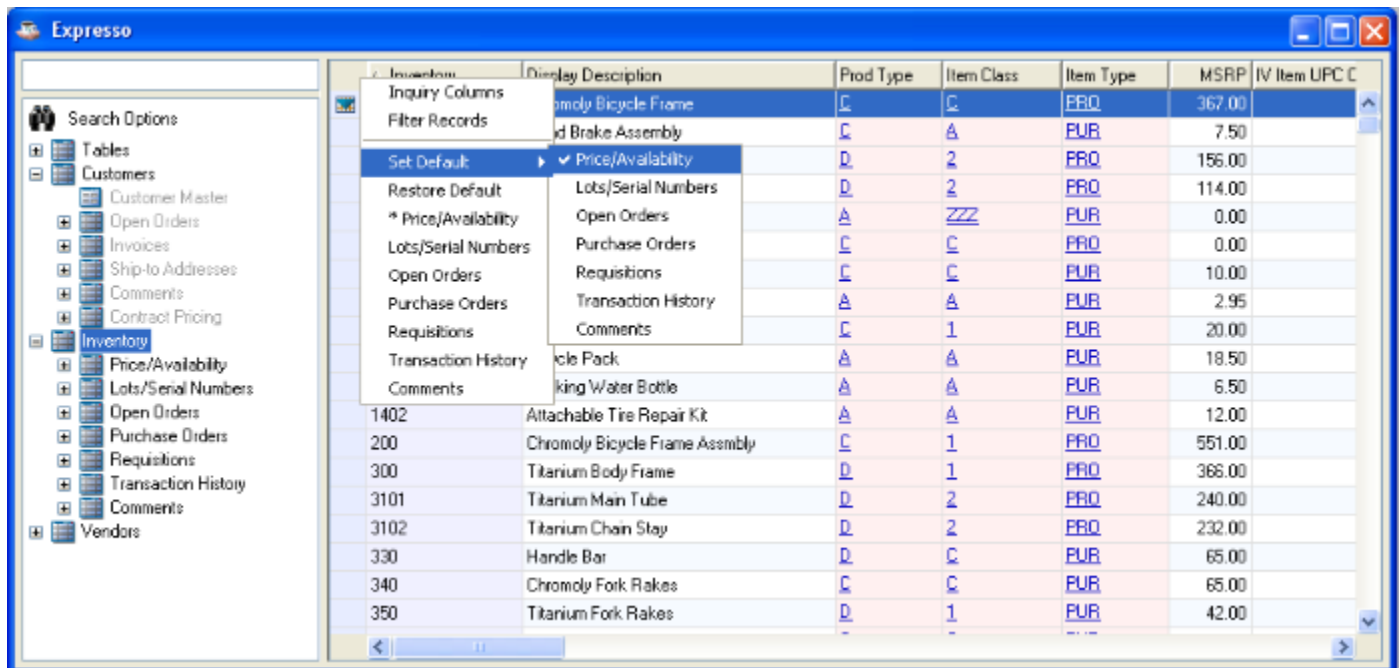 Expresso
Search Options
Tables
Customers
Customer Master
Open Orders
Invoices
Ship-to Addresses
Comments
Contract Pricing
Inventory
Price/Availability
Lots/Serial Numbers
Open Orders
Purchase Orders
Requisitions
Transaction History
Comments
Vendors
Inventory Display Description Prod Type Item Class Item Type MSRP IV Item UPC C
Inquiry Columns
Filter Records
Set Default
Restore Default
* Price/Availability
Lots/Serial Numbers
Open Orders
Purchase Orders
Requisitions
Transaction History
Comments
✓ Price/Availability
Lots/Serial Numbers
Open Orders
Purchase Orders
Requisitions
Transaction History
Comments
omoly Bicycle Frame C C PRO 367.00
d Brake Assembly C A PUR 7.50
D 2 PRO 156.00
D 2 PRO 114.00
A ZZZ PUR 0.00
C C PRO 0.00
C C PUR 10.00
A A PUR 2.95
C 1 PUR 20.00
cle Pack A A PUR 18.50
king Water Bottle A A PUR 6.50
1402 Attachable Tire Repair Kit A A PUR 12.00
200 Chromoly Bicycle Frame Assmbly C 1 PRO 551.00
300 Titanium Body Frame D 1 PRO 366.00
3101 Titanium Main Tube D 2 PRO 240.00
3102 Titanium Chain Stay D 2 PRO 232.00
330 Handle Bar D C PUR 65.00
340 Chromoly Fork Rakes C C PUR 65.00
350 Titanium Fork Rakes D 1 PUR 42.00